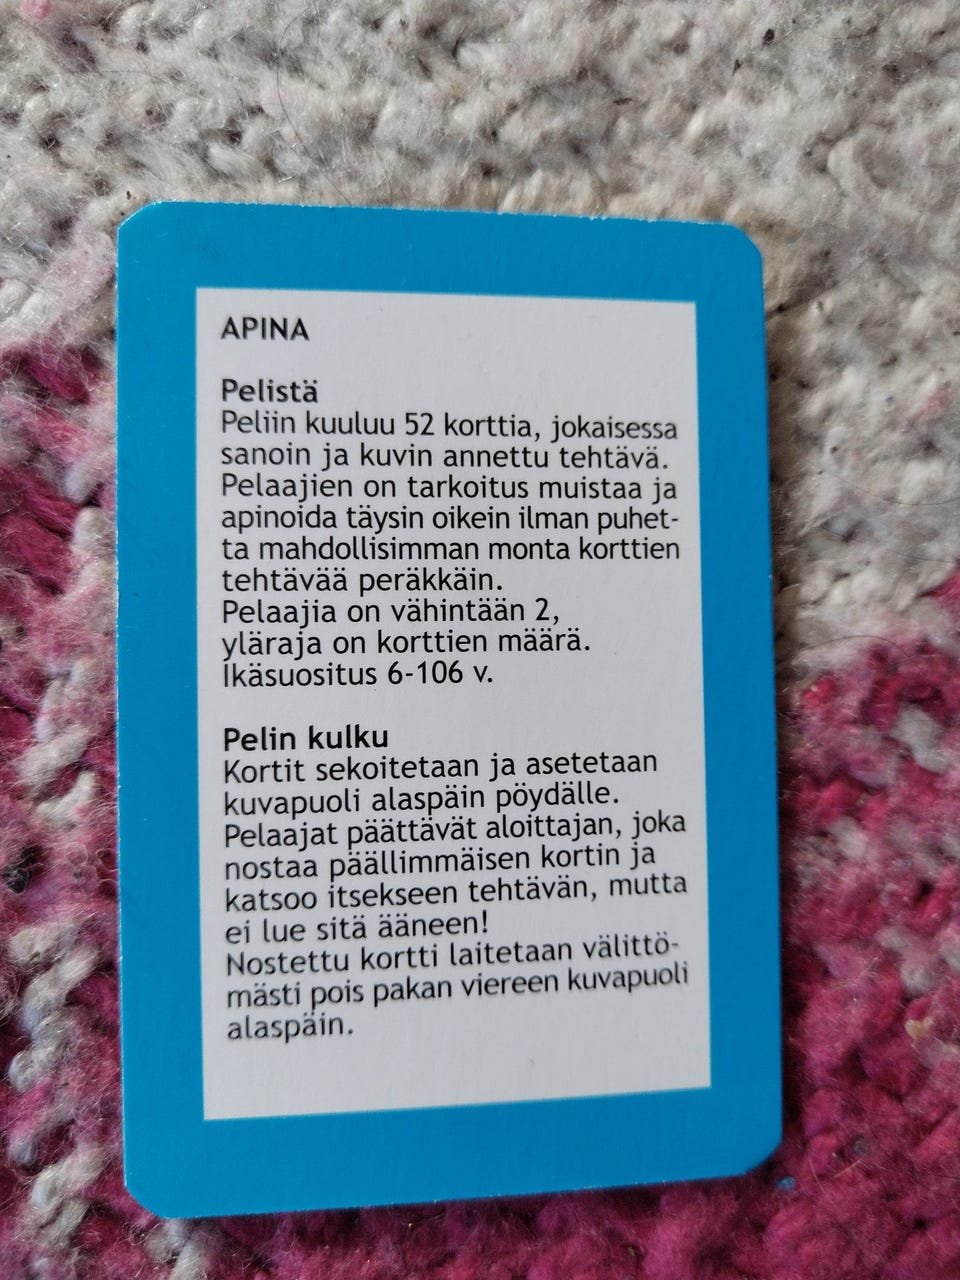 APINA
Pelistä
Peliin kuuluu 52 korttia, jokaisessa
sanoin ja kuvin annettu tehtävä.
Pelaajien on tarkoitus muistaa ja
apinoida täysin oikein ilman puhet-
ta mahdollisimman monta korttien
tehtävää peräkkäin.
Pelaajia on vähintään 2,
yläraja on korttien määrä.
Ikäsuositus 6-106 v.
Pelin kulku
Kortit sekoitetaan ja asetetaan
kuvapuoli alaspäin pöydälle.
Pelaajat päättävät aloittajan, joka
nostaa päällimmäisen kortin ja
katsoo itsekseen tehtävän, mutta
ei lue sitä ääneen!
Nostettu kortti laitetaan välittö-
mästi pois pakan viereen kuvapuoli
alaspäin.